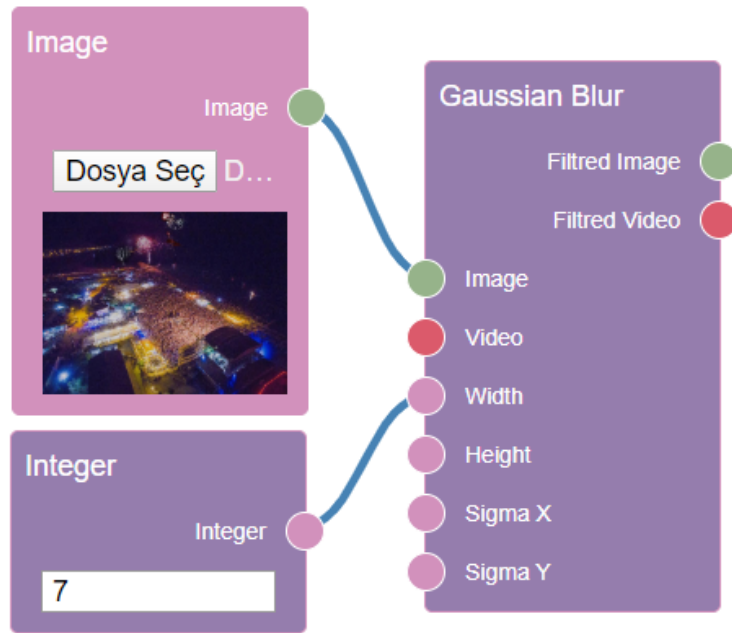 Image
Image
Dosya Seç D...
Integer
Integer
7
Gaussian Blur
Filtred Image
Filtred Video
Image
Video
Width
Height
Sigma X
Sigma Y